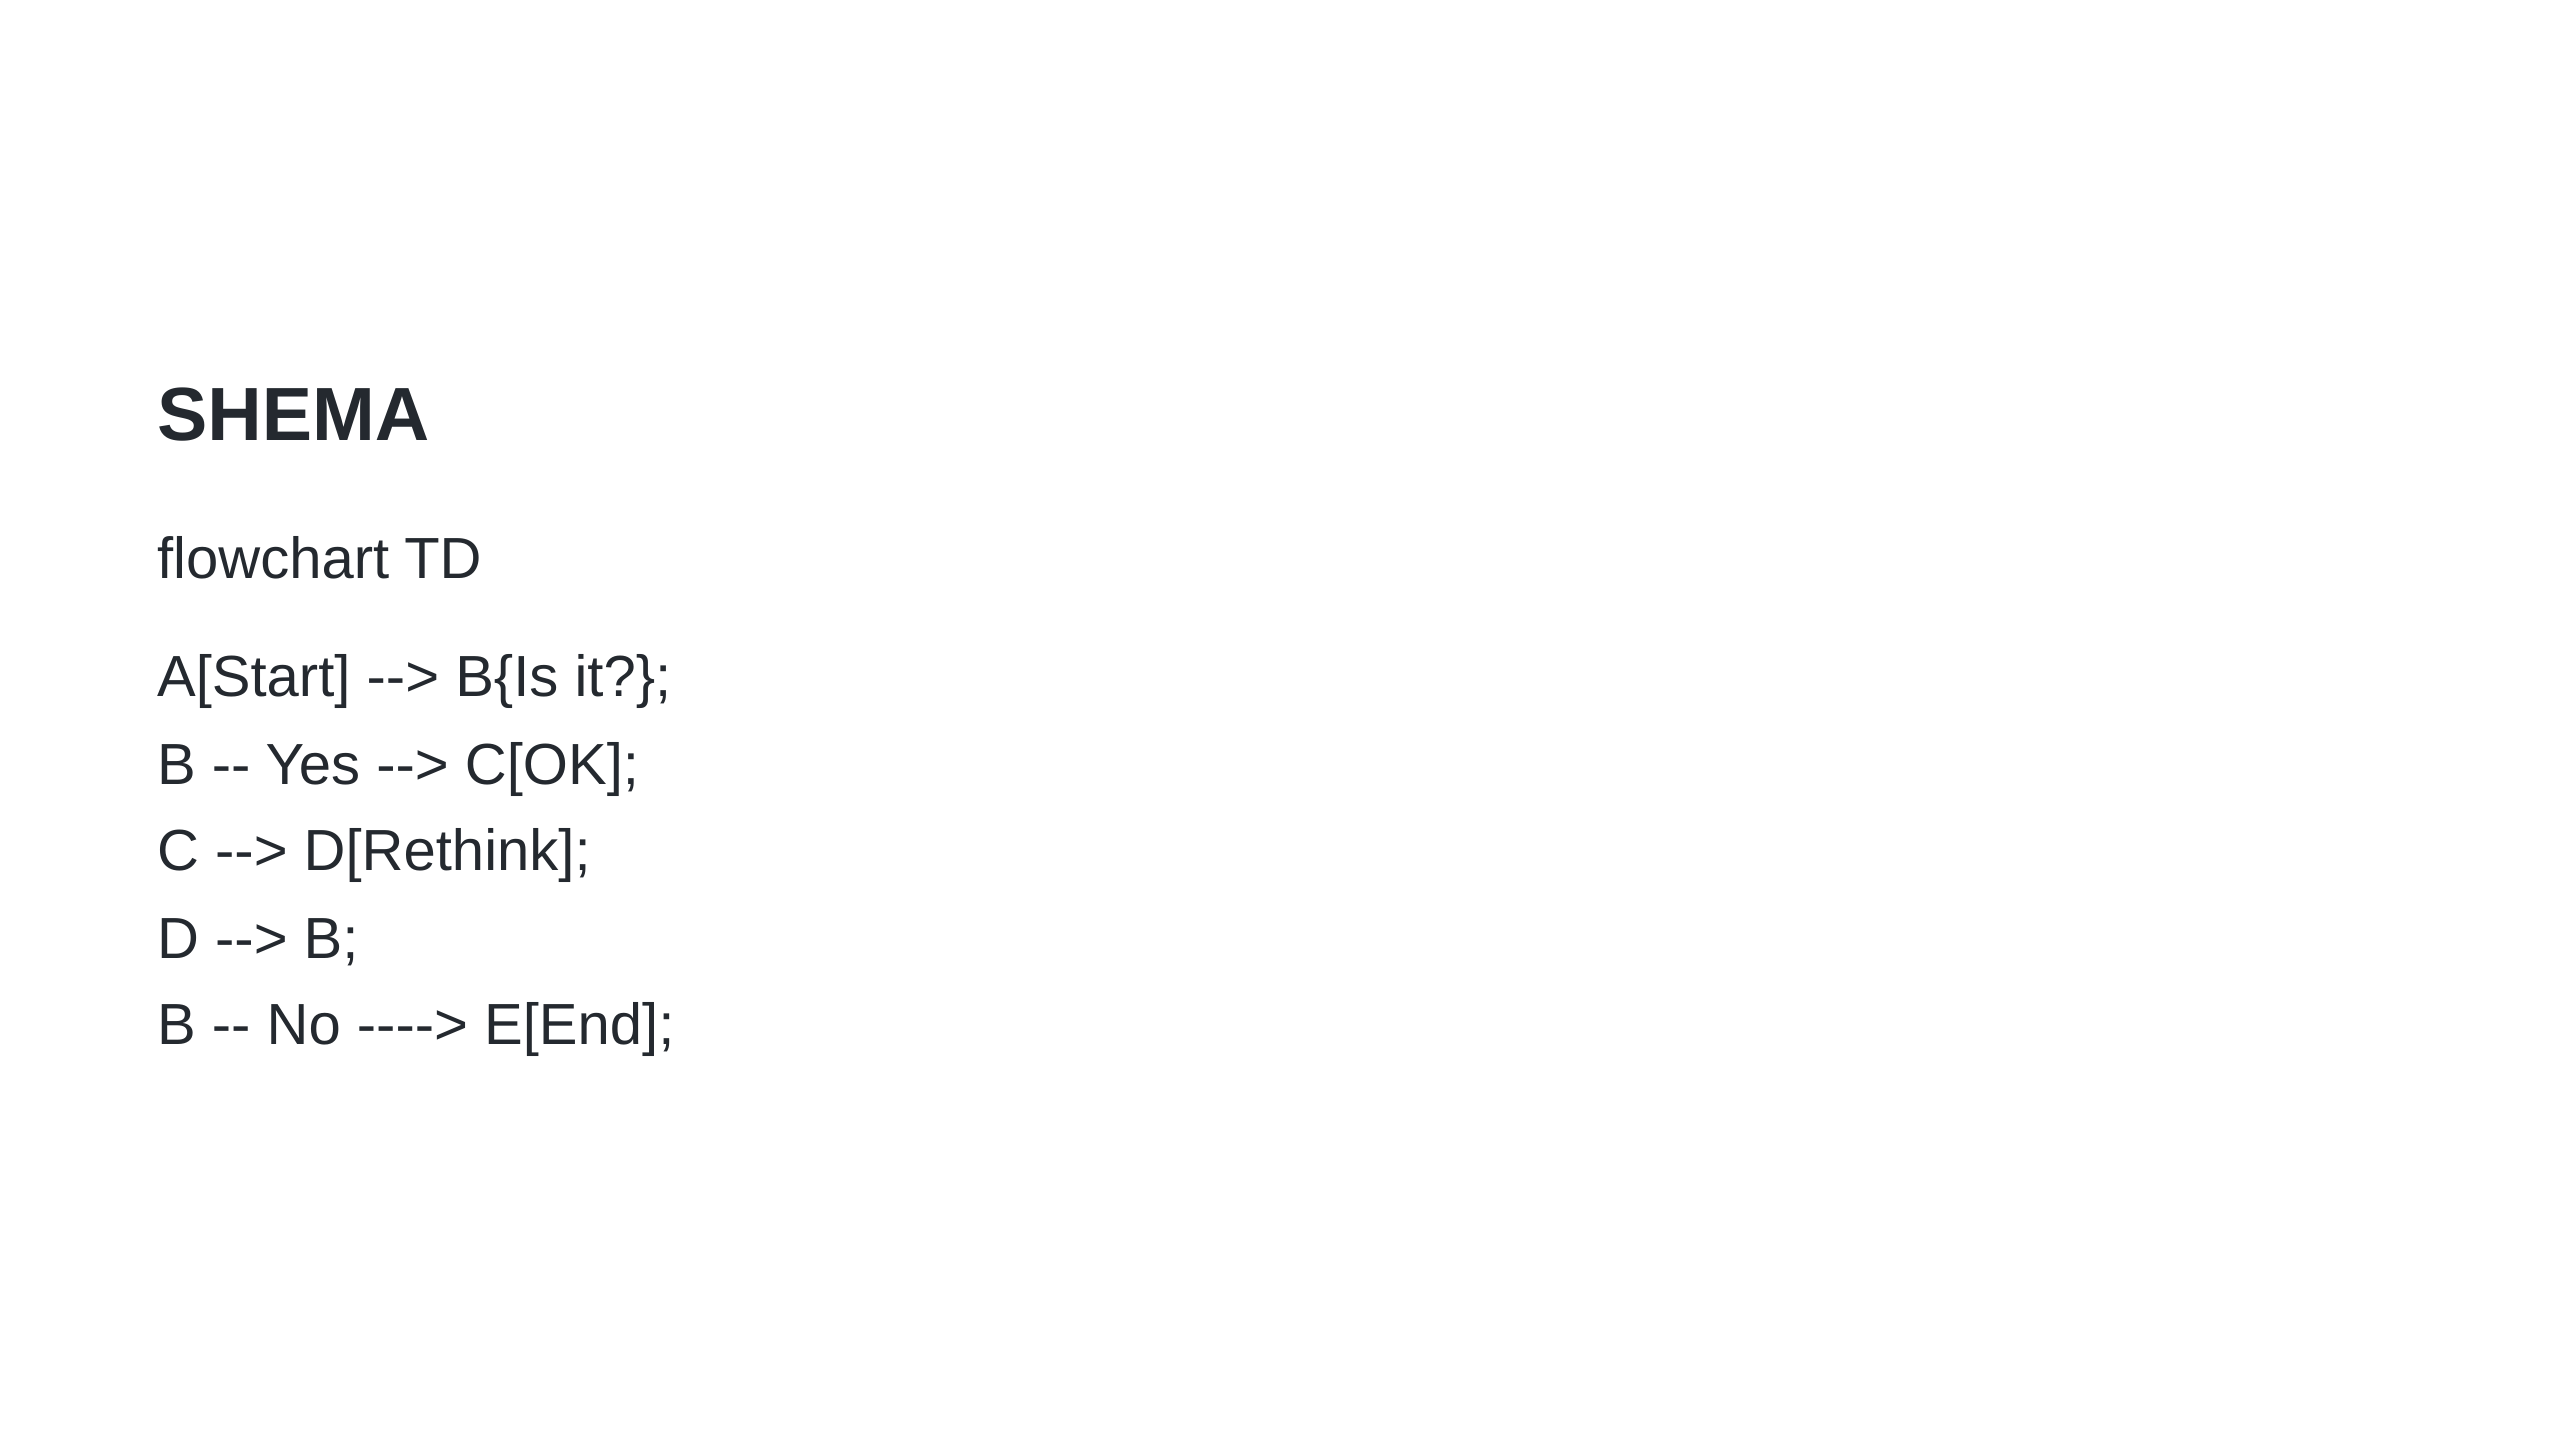 SHEMA
flowchart TD
A[Start] --> B{Is it?};
B -- Yes --> C[OK];
C --> D[Rethink];
D --> B;
B -- No ----> E[End];